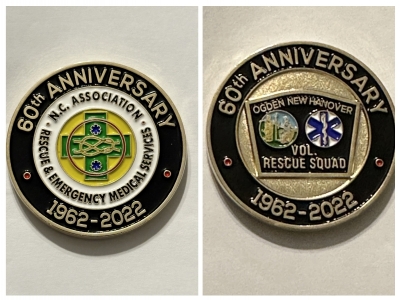 60th ANNIVERSARY
· N.C. ASSOCIATION ·
RESCUE & EMERGENCY MEDICAL SERVICES
1962-2022
60th ANNIVERSARY
OGDEN NEW HANOVER
VOL.
RESCUE SQUAD
1962-2022